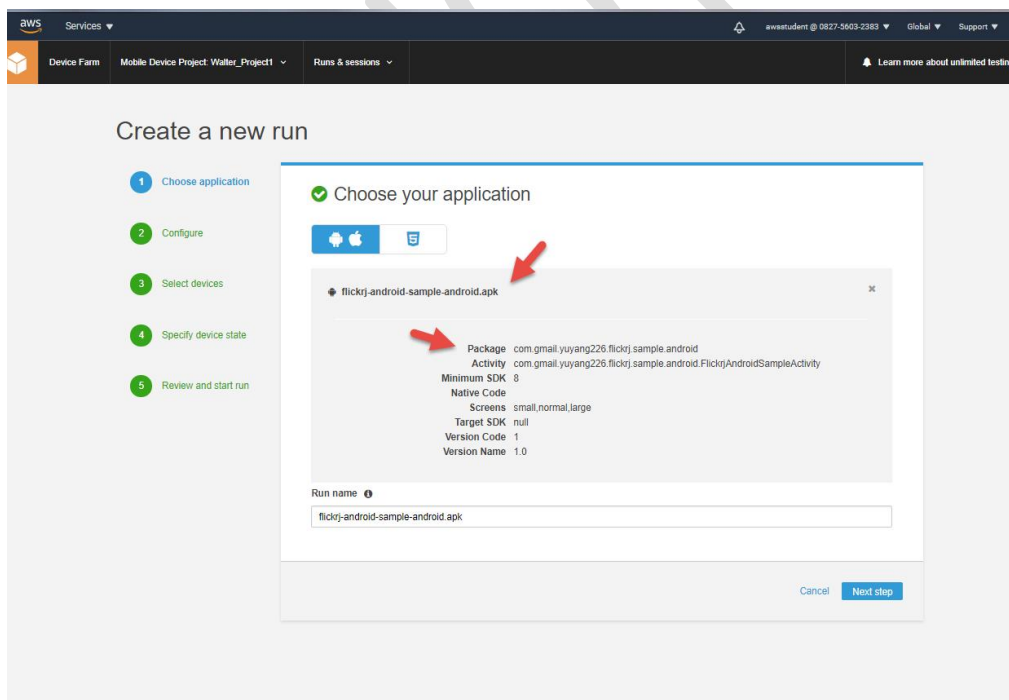 aws Services awsstudent @ 0827-5603-2383 Global Support
Device Farm Mobile Device Project: Walter_Project1 Runs & sessions Learn more about unlimited testin
Create a new run
1 Choose application
2 Configure
3 Select devices
4 Specify device state
5 Review and start run
Choose your application
flickrj-android-sample-android.apk
Package com.gmail.yuyang226.flickrj.sample.android
Activity com.gmail.yuyang226.flickrj.sample.android.FlickrjAndroidSampleActivity
Minimum SDK 8
Native Code
Screens small,normal,large
Target SDK null
Version Code 1
Version Name 1.0
Run name
flickrj-android-sample-android.apk
Cancel Next step